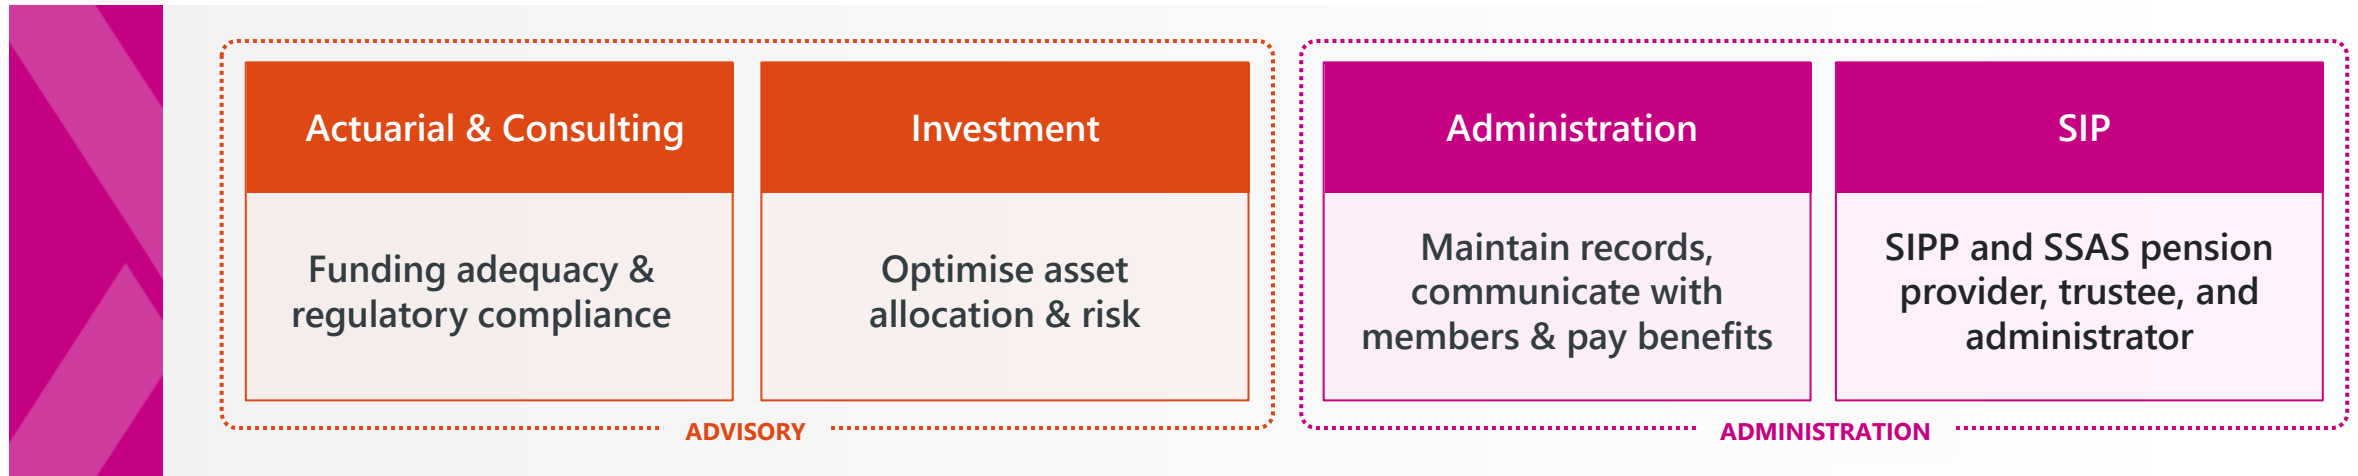 Actuarial & Consulting
Funding adequacy &
regulatory compliance
Investment
Optimise asset
allocation & risk
ADVISORY
Administration
Maintain records,
communicate with
members & pay benefits
SIP
SIPP and SSAS pension
provider, trustee, and
administrator
ADMINISTRATION